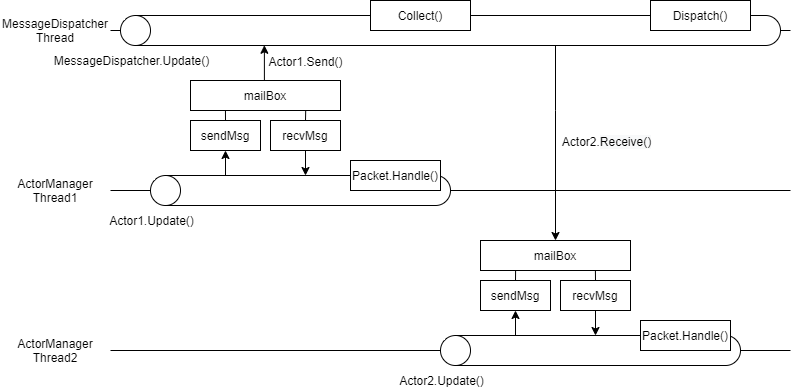 MessageDispatcher
Thread
Collect()
Dispatch()
MessageDispatcher.Update()
Actor1.Send()
mailBox
sendMsg
recvMsg
Actor2.Receive()
ActorManager
Thread1
Packet.Handle()
Actor1.Update()
mailBox
sendMsg
recvMsg
ActorManager
Thread2
Packet.Handle()
Actor2.Update()